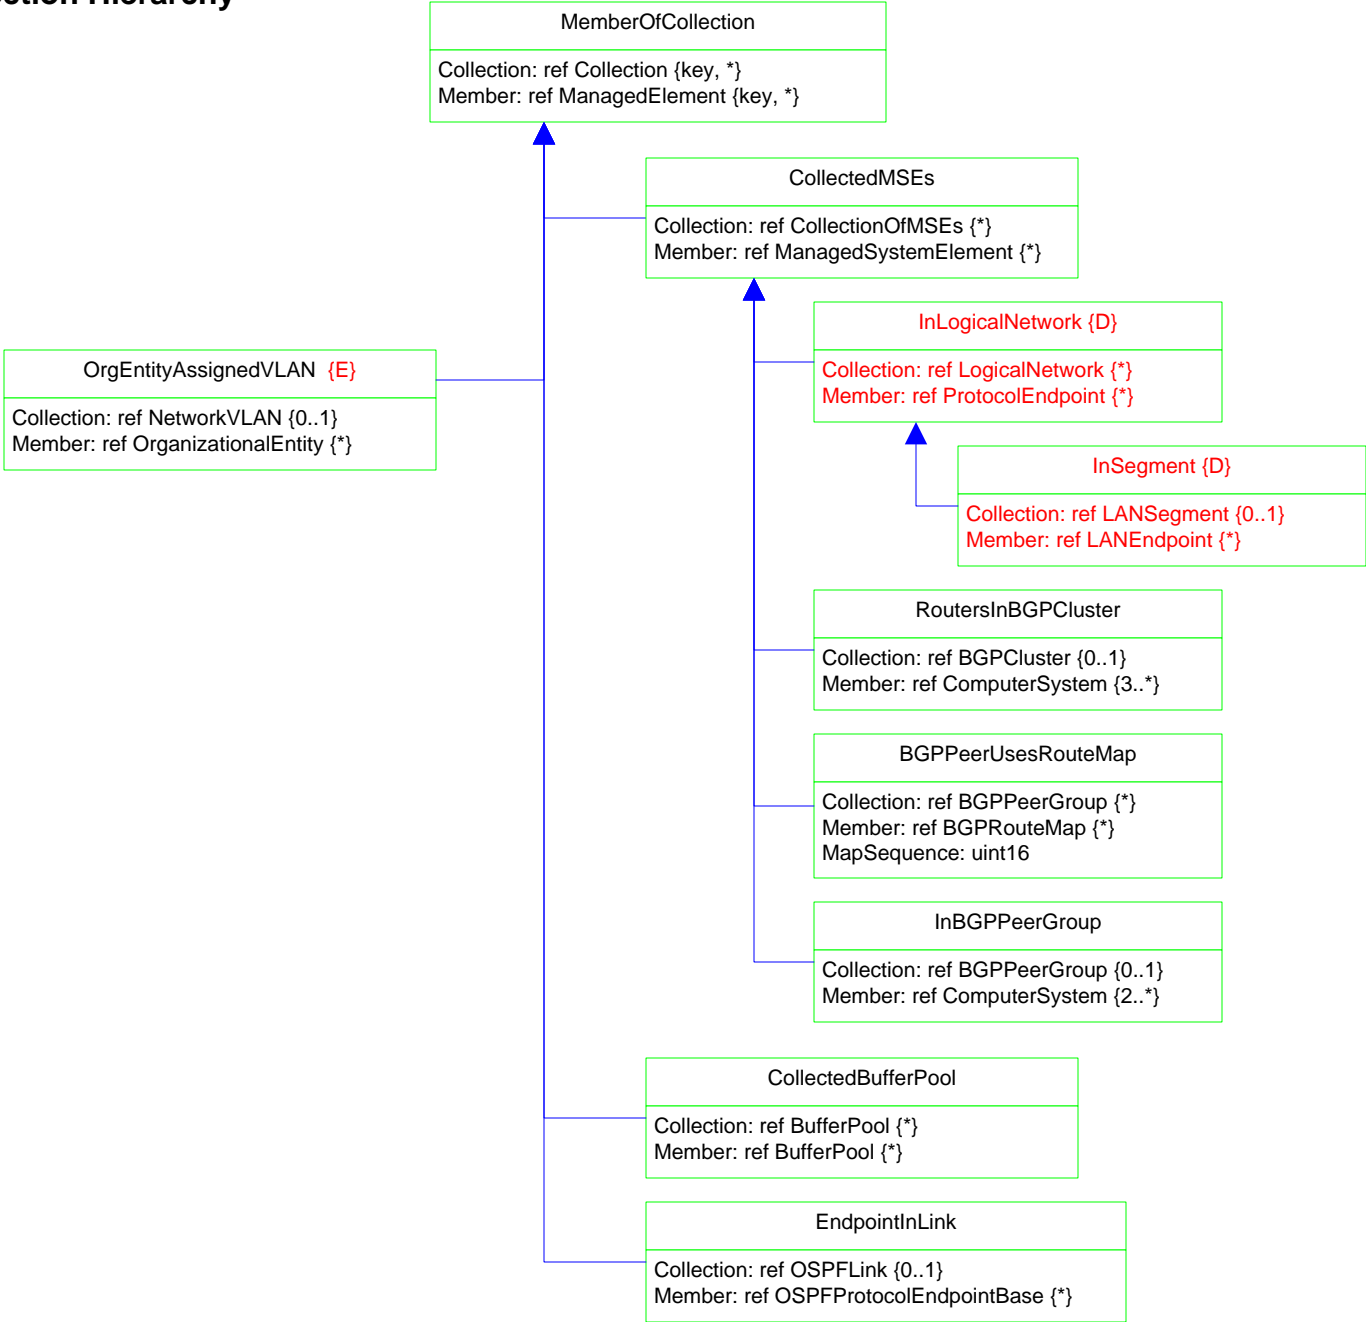 Hierarchy
MemberOfCollection
Collection: ref Collection {key, *}
Member: ref ManagedElement {key, *}
CollectedMSEs
Collection: ref CollectionOfMSEs {*}
Member: ref ManagedSystemElement {*}
InLogicalNetwork {D}
Collection: ref LogicalNetwork {*}
Member: ref ProtocolEndpoint {*}
OrgEntityAssignedVLAN {E}
Collection: ref NetworkVLAN {0..1}
Member: ref OrganizationalEntity {*}
InSegment {D}
Collection: ref LANSegment {0..1}
Member: ref LANEndpoint {*}
RoutersInBGPCluster
Collection: ref BGPCluster {0..1}
Member: ref ComputerSystem {3..*}
BGPPeerUsesRouteMap
Collection: ref BGPPeerGroup {*}
Member: ref BGPRouteMap {*}
MapSequence: uint16
InBGPPeerGroup
Collection: ref BGPPeerGroup {0..1}
Member: ref ComputerSystem {2..*}
CollectedBufferPool
Collection: ref BufferPool {*}
Member: ref BufferPool {*}
EndpointInLink
Collection: ref OSPFLink {0..1}
Member: ref OSPFProtocolEndpointBase {*}